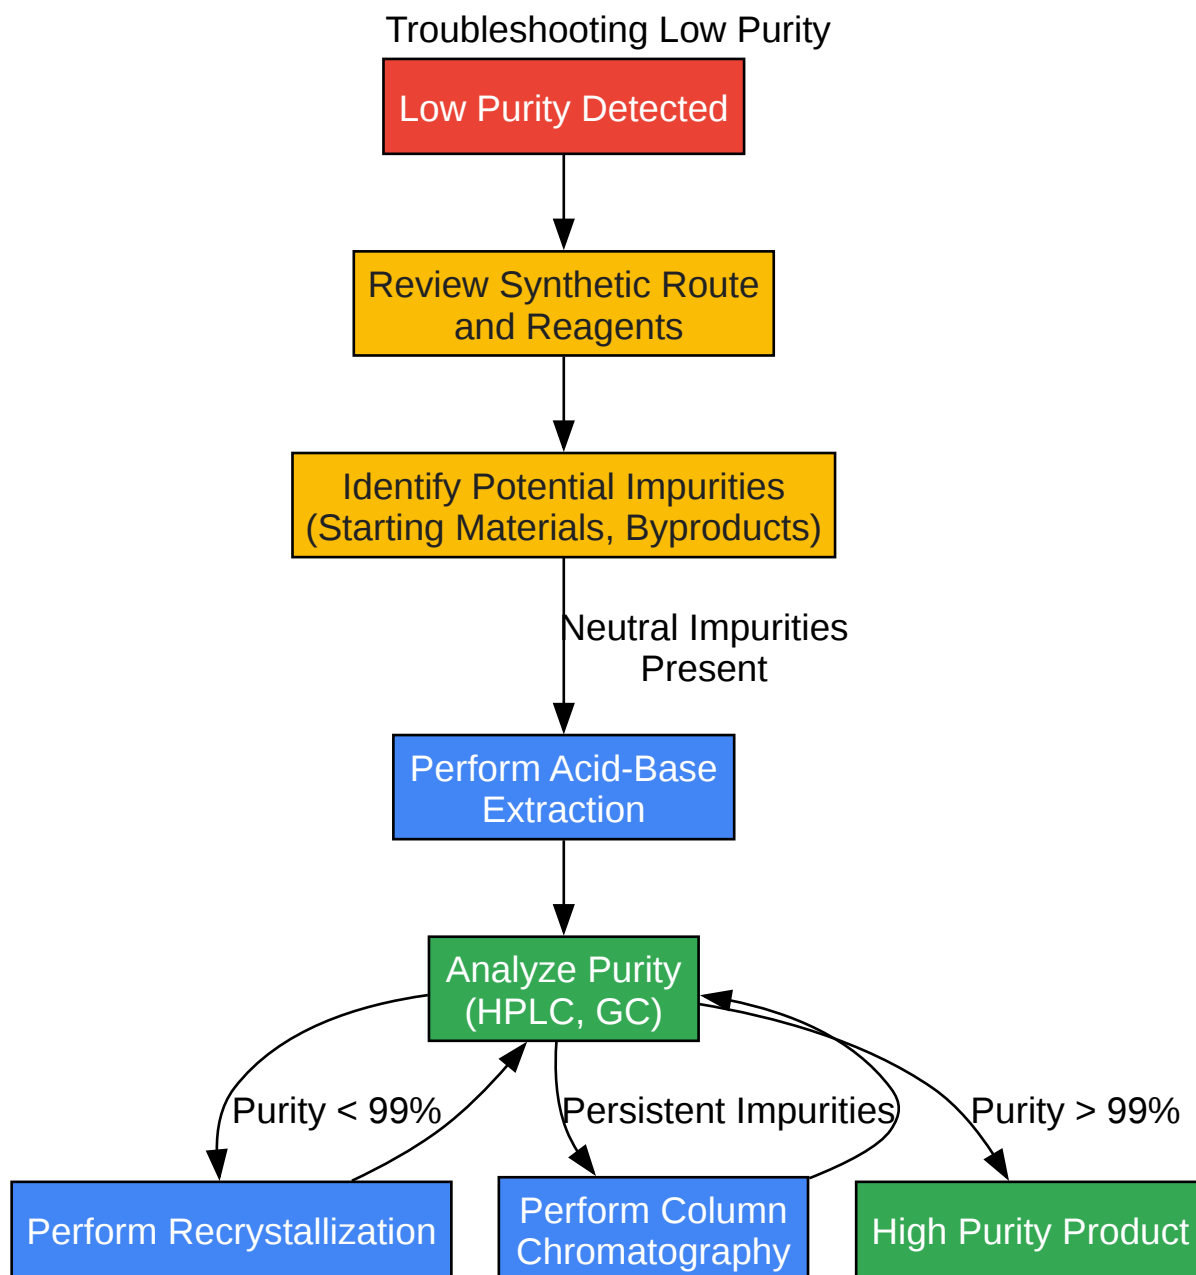 Troubleshooting Low Purity
Low Purity Detected
Review Synthetic Route
and Reagents
Identify Potential Impurities
(Starting Materials, Byproducts)
Neutral Impurities
Present
Perform Acid-Base
Extraction
Analyze Purity
(HPLC, GC)
Purity < 99%
Persistent Impurities
Purity > 99%
Perform Recrystallization
Perform Column
Chromatography
High Purity Product